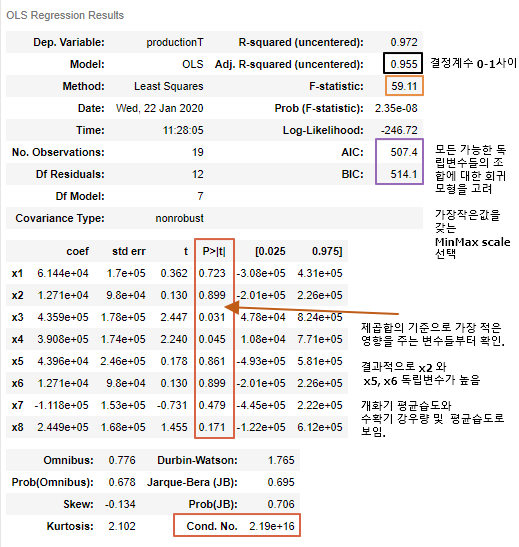 OLS Regression Results
Dep. Variable: productionT R-squared (uncentered): 0.972
Model: OLS Adj. R-squared (uncentered): 0.955 결정계수 0-1사이
Method: Least Squares F-statistic: 59.11
Date: Wed, 22 Jan 2020 Prob (F-statistic): 2.35e-08
Time: 11:28:05 Log-Likelihood: -246.72
No. Observations: 19 AIC: 507.4
Df Residuals: 12 BIC: 514.1
Df Model: 7
Covariance Type: nonrobust
모든 가능한 독
립변수들의 조
합에 대한 회귀
모형을 고려
가장작은값을
갖는
MinMax scale
선택
coef std err t P>|t| [0.025 0.975]
x1 6.144e+04 1.7e+05 0.362 0.723 -3.08e+05 4.31e+05
x2 1.271e+04 9.8e+04 0.130 0.899 -2.01e+05 2.26e+05
x3 4.359e+05 1.78e+05 2.447 0.031 4.78e+04 8.24e+05
x4 3.908e+05 1.74e+05 2.240 0.045 1.08e+04 7.71e+05
x5 4.396e+04 2.46e+05 0.178 0.861 -4.93e+05 5.81e+05
x6 1.271e+04 9.8e+04 0.130 0.899 -2.01e+05 2.26e+05
x7 -1.118e+05 1.53e+05 -0.731 0.479 -4.45e+05 2.22e+05
x8 2.449e+05 1.68e+05 1.455 0.171 -1.22e+05 6.12e+05
제곱합의 기준으로 가장 적은
영향을 주는 변수들부터 확인.
결과적으로 x2 와
x5, x6 독립변수가 높음
개화기 평균습도와
수확기 강우량 및 평균습도로
보임.
Omnibus: 0.776 Durbin-Watson: 1.765
Prob(Omnibus): 0.678 Jarque-Bera (JB): 0.695
Skew: -0.134 Prob(JB): 0.706
Kurtosis: 2.102 Cond. No. 2.19e+16